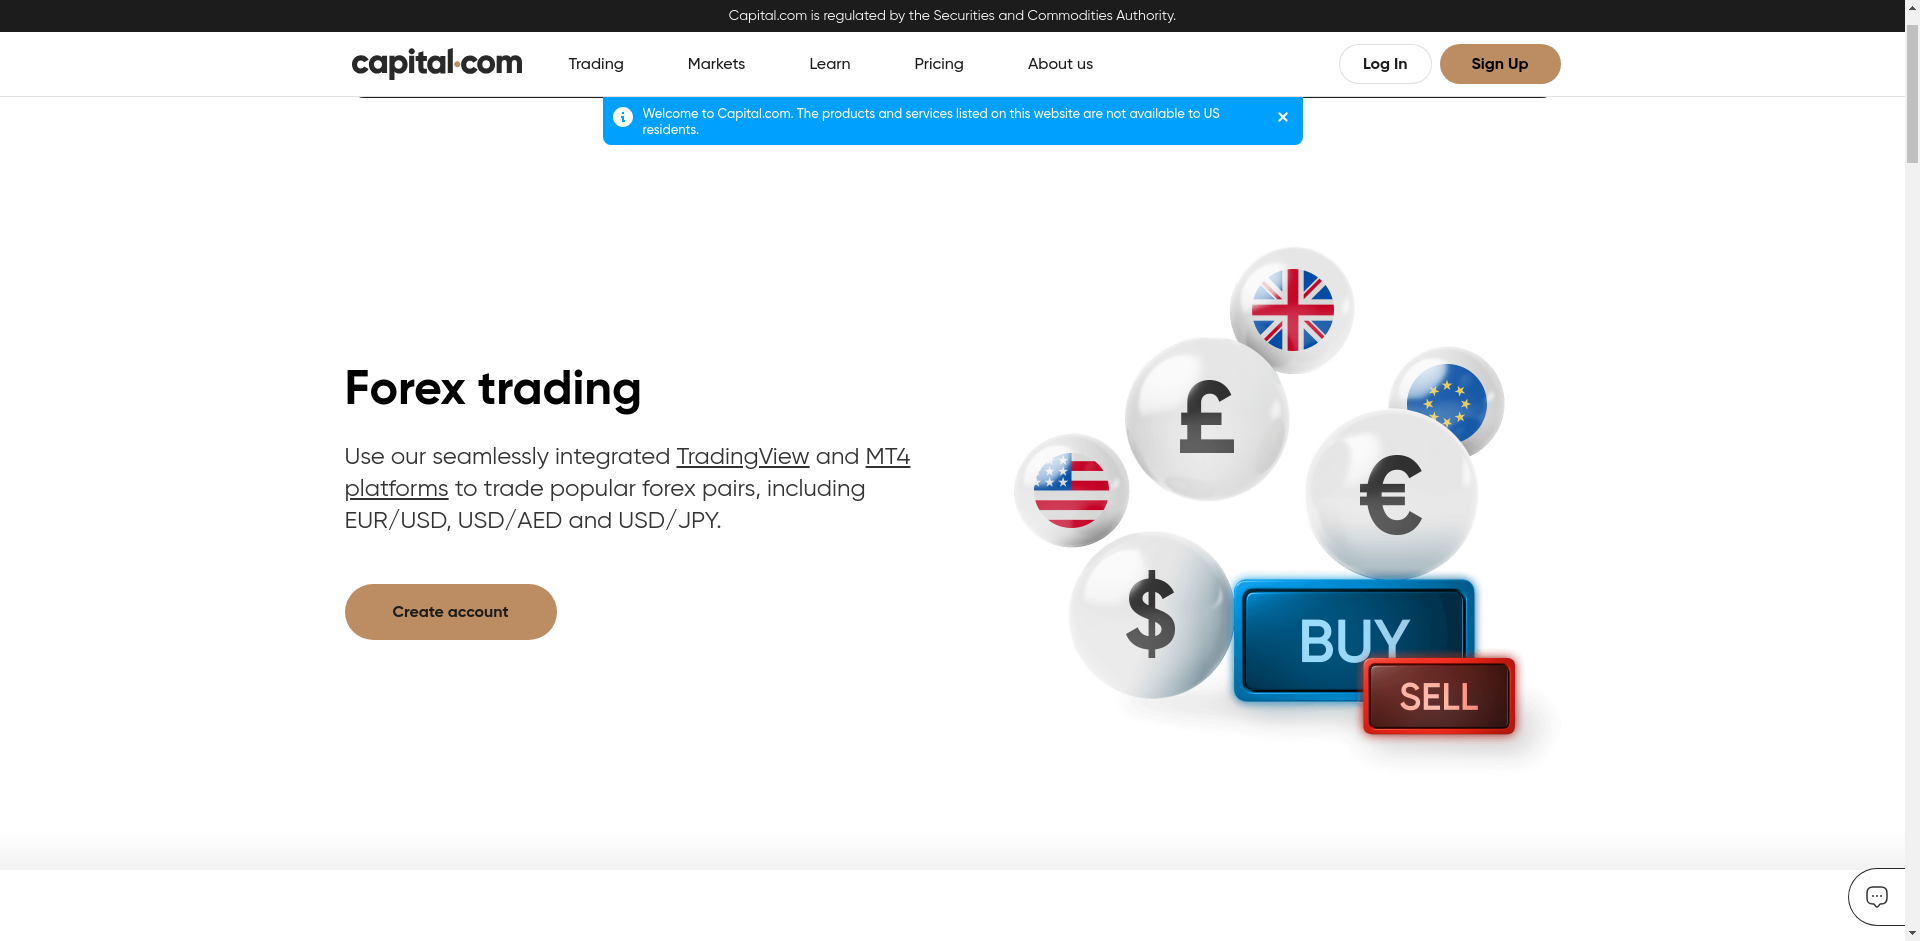 Capital.com is regulated by the Securities and Commodities Authority.
capital.com
Trading
Markets
Learn
Pricing
About us
Log In
Sign Up
Welcome to Capital.com. The products and services listed on this website are not available to US
residents.
Forex trading
Use our seamlessly integrated TradingView and MT4
platforms to trade popular forex pairs, including
EUR/USD, USD/AED and USD/JPY.
Create account
£
€
$
BUY
SELL